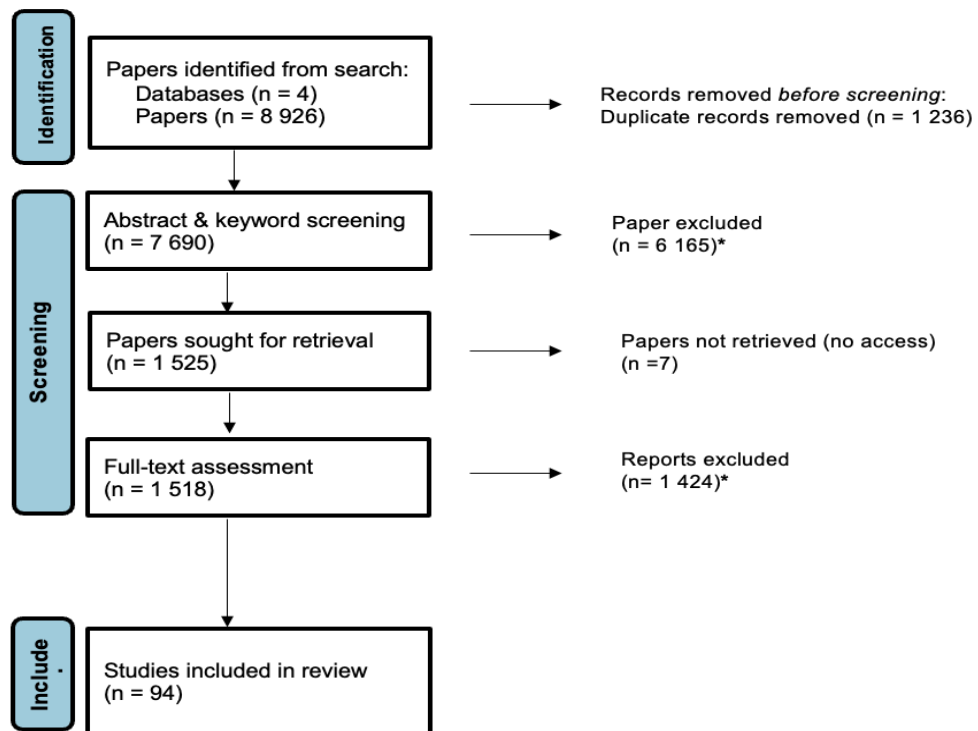 Identification
Papers identified from search:
Databases (n = 4)
Papers (n = 8 926)
Records removed before screening:
Duplicate records removed (n = 1 236)
Screening
Abstract & keyword screening
(n = 7 690)
Paper excluded
(n = 6 165)*
Papers sought for retrieval
(n = 1 525)
Papers not retrieved (no access)
(n =7)
Full-text assessment
(n = 1 518)
Reports excluded
(n= 1 424)*
Include
.
Studies included in review
(n = 94)